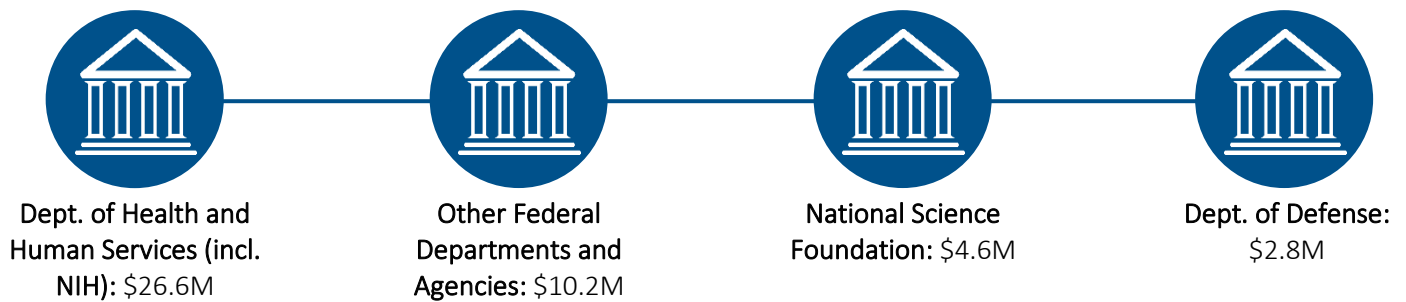 Dept. of Health and
Human Services (incl.
NIH): $26.6M
Other Federal
Departments and
Agencies: $10.2M
National Science
Foundation: $4.6M
Dept. of Defense:
$2.8M